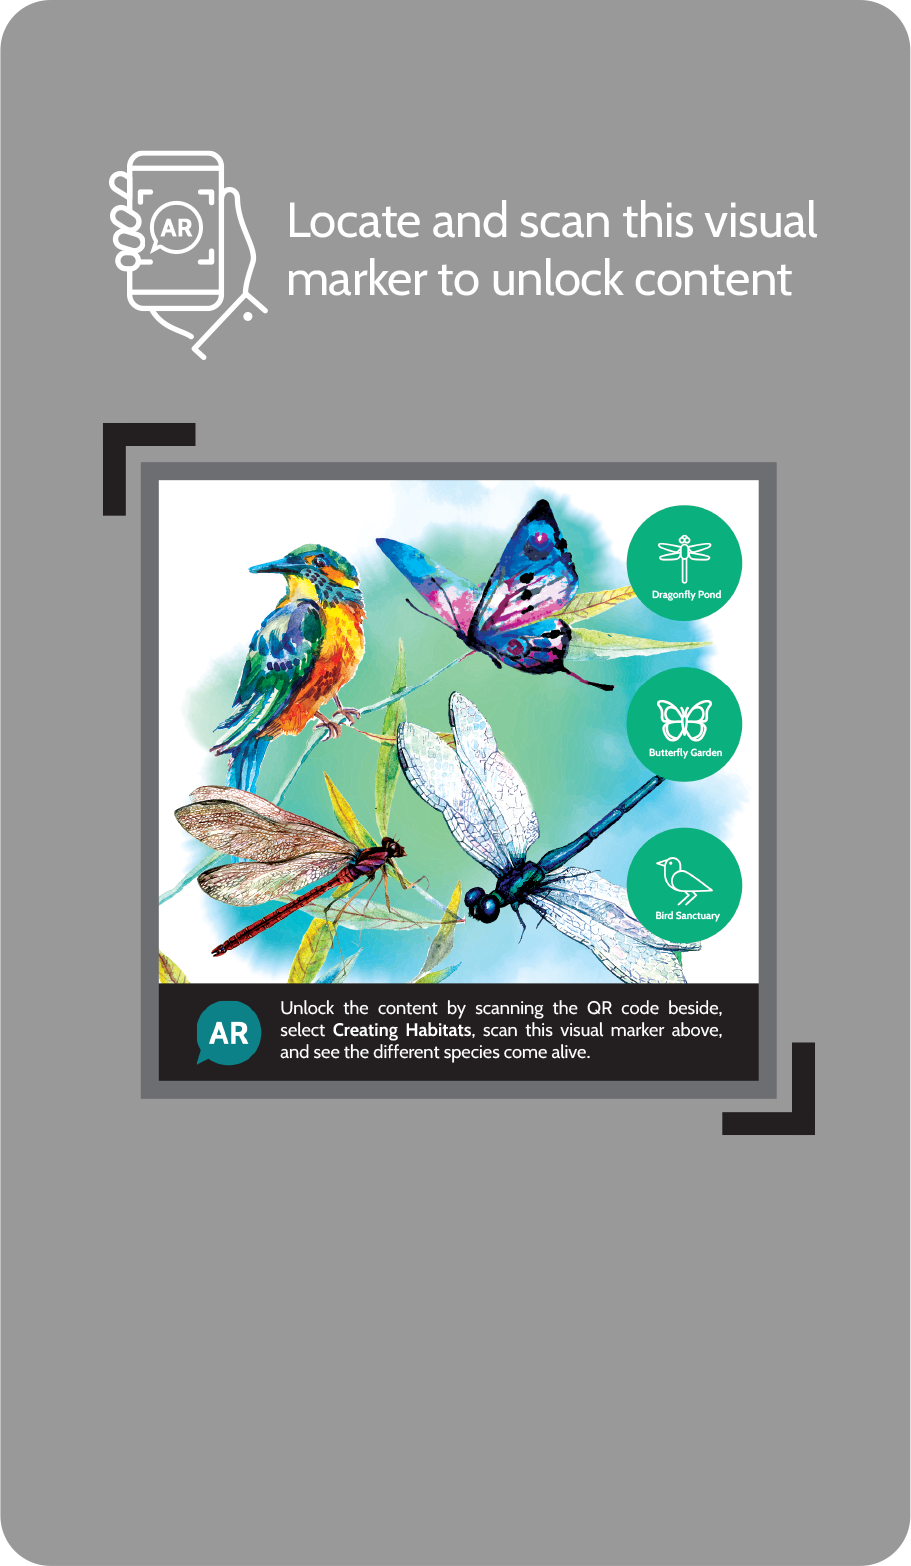 AR
Locate and scan this visual
marker to unlock content
Dragonfly Pond
Butterfly Garden
Bird Sanctuary
AR
Unlock the content by scanning the QR code beside,
select Creating Habitats, scan this visual marker above,
and see the different species come alive.